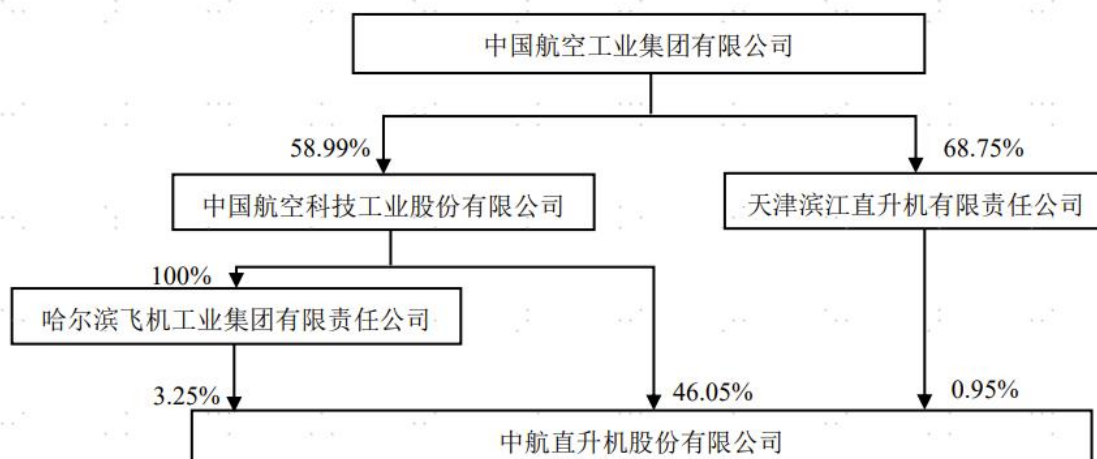 中国航空工业集团有限公司
58.99%
68.75%
中国航空科技工业股份有限公司
天津滨江直升机有限责任公司
100%
哈尔滨飞机工业集团有限责任公司
3.25%
46.05%
0.95%
中航直升机股份有限公司